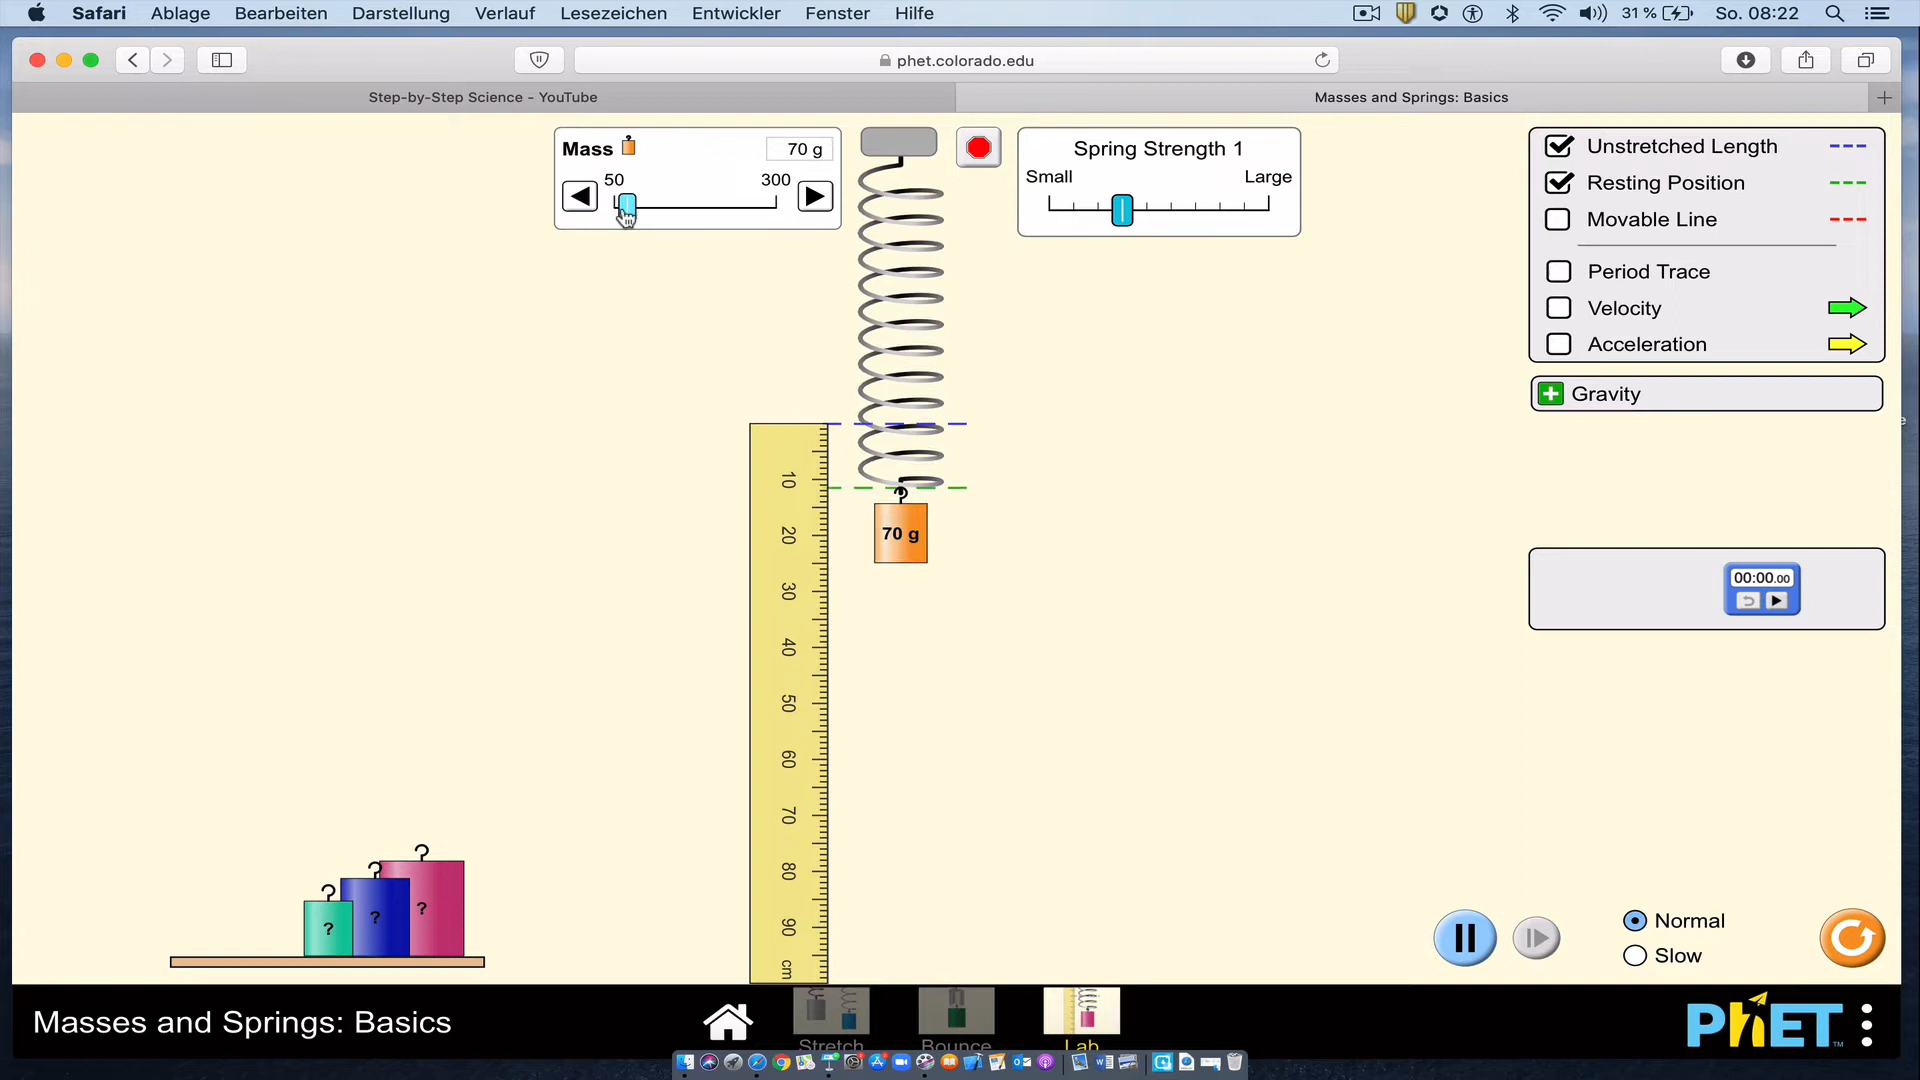 Safari Ablage Bearbeiten Darstellung Verlauf Lesezeichen Entwickler Fenster Hilfe 31 % So. 08:22
phet.colorado.edu
Step-by-Step Science - YouTube Masses and Springs: Basics
Mass 70 g
50 300
Spring Strength 1
Small Large
Unstretched Length
Resting Position
Movable Line
Period Trace
Velocity
Acceleration
Gravity
00:00.00
10
20
30
40
50
60
70
80
90
cm
70 g
?
?
?
Normal
Slow
Masses and Springs: Basics
Stretch Bounce Lab
PhET